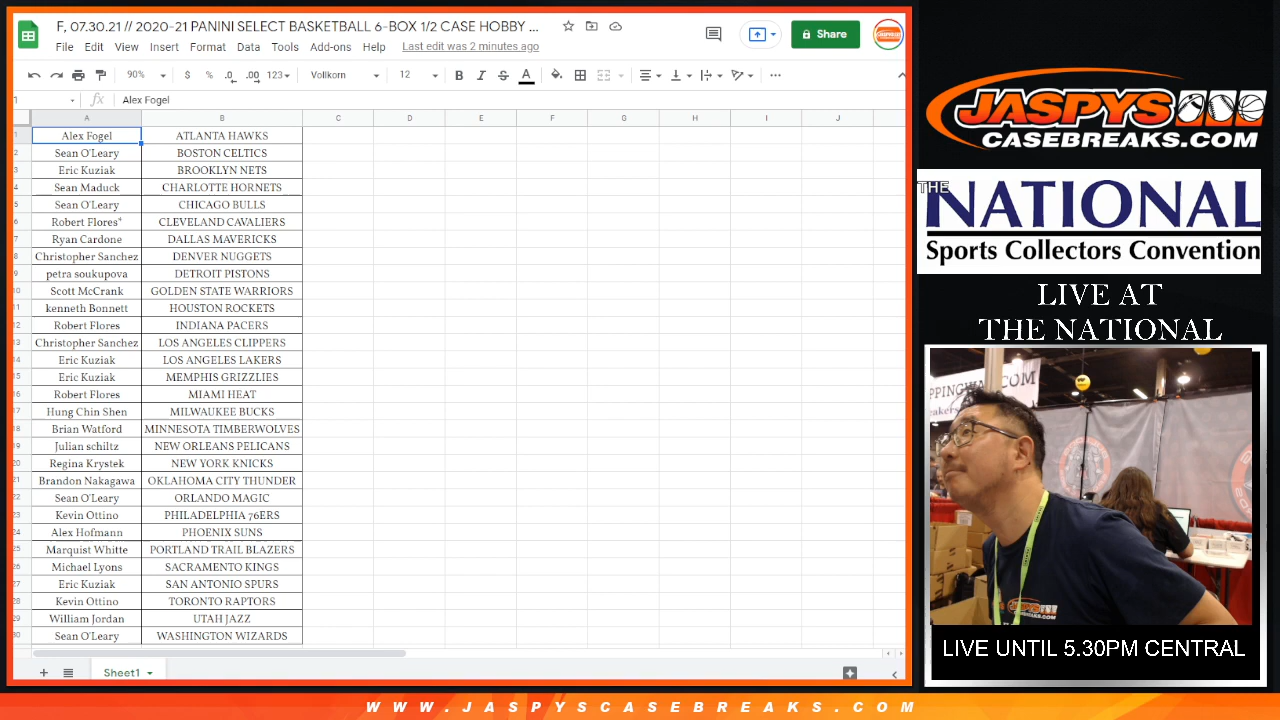 F, 07.30.21 // 2020-21 PANINI SELECT BASKETBALL 6-BOX 1/2 CASE HOBBY ...
File Edit View Insert Format Data Tools Add-ons Help Last edit was 2 minutes ago
Share
90% $ % .0 .00 123 Vollkorn 12 B I S A
1 fx Alex Fogel
A B C D E F G H I J
1 Alex Fogel ATLANTA HAWKS
2 Sean O'Leary BOSTON CELTICS
3 Eric Kuziak BROOKLYN NETS
4 Sean Maduck CHARLOTTE HORNETS
5 Sean O'Leary CHICAGO BULLS
6 Robert Flores* CLEVELAND CAVALIERS
7 Ryan Cardone DALLAS MAVERICKS
8 Christopher Sanchez DENVER NUGGETS
9 petra soukupova DETROIT PISTONS
10 Scott McCrank GOLDEN STATE WARRIORS
11 kenneth Bonnett HOUSTON ROCKETS
12 Robert Flores INDIANA PACERS
13 Christopher Sanchez LOS ANGELES CLIPPERS
14 Eric Kuziak LOS ANGELES LAKERS
15 Eric Kuziak MEMPHIS GRIZZLIES
16 Robert Flores MIAMI HEAT
17 Hung Chin Shen MILWAUKEE BUCKS
18 Brian Watford MINNESOTA TIMBERWOLVES
19 Julian schiltz NEW ORLEANS PELICANS
20 Regina Krystek NEW YORK KNICKS
21 Brandon Nakagawa OKLAHOMA CITY THUNDER
22 Sean O'Leary ORLANDO MAGIC
23 Kevin Ottino PHILADELPHIA 76ERS
24 Alex Hofmann PHOENIX SUNS
25 Marquist Whitte PORTLAND TRAIL BLAZERS
26 Michael Lyons SACRAMENTO KINGS
27 Eric Kuziak SAN ANTONIO SPURS
28 Kevin Ottino TORONTO RAPTORS
29 William Jordan UTAH JAZZ
30 Sean O'Leary WASHINGTON WIZARDS
Sheet1
JASPYS
CASEBREAKS.COM
THE
NATIONAL
Sports Collectors Convention
LIVE AT
THE NATIONAL
LIVE UNTIL 5.30PM CENTRAL
WWW.JASPYSCASEBREAKS.COM